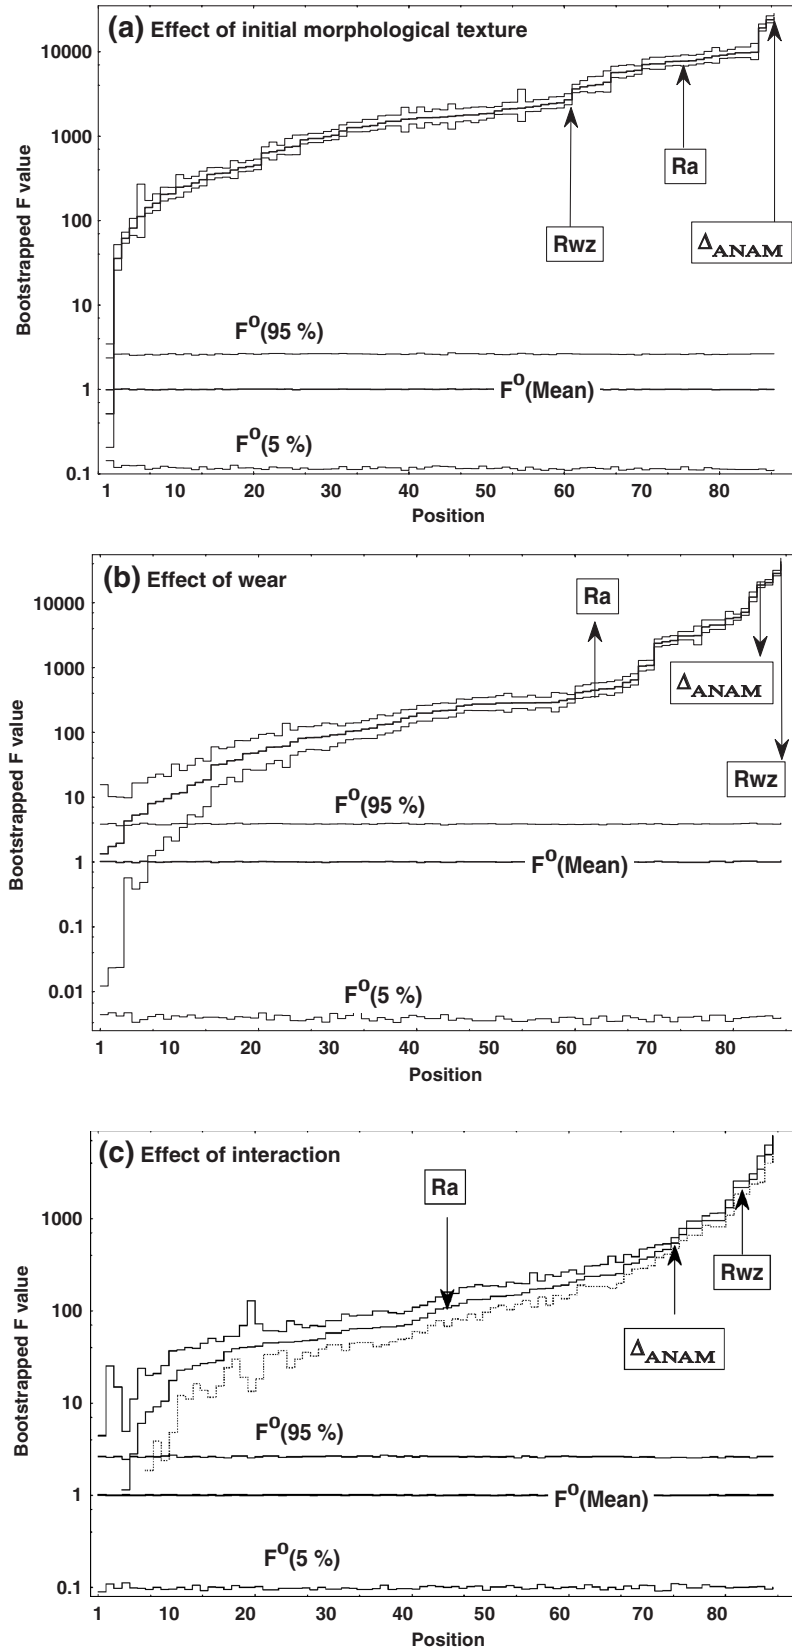 (a) Effect of initial morphological texture
Bootstrapped F value
10000
1000
100
10
1
0.1
Ra
Rwz
ΔANAM
F⁰(95 %)
F⁰(Mean)
F⁰(5 %)
1 10 20 30 40 50 60 70 80
Position
(b) Effect of wear
Bootstrapped F value
10000
1000
100
10
1
0.1
0.01
Ra
ΔANAM
Rwz
F⁰(95 %)
F⁰(Mean)
F⁰(5 %)
1 10 20 30 40 50 60 70 80
Position
(c) Effect of interaction
Bootstrapped F value
1000
100
10
1
0.1
Ra
Rwz
ΔANAM
F⁰(95 %)
F⁰(Mean)
F⁰(5 %)
1 10 20 30 40 50 60 70 80
Position